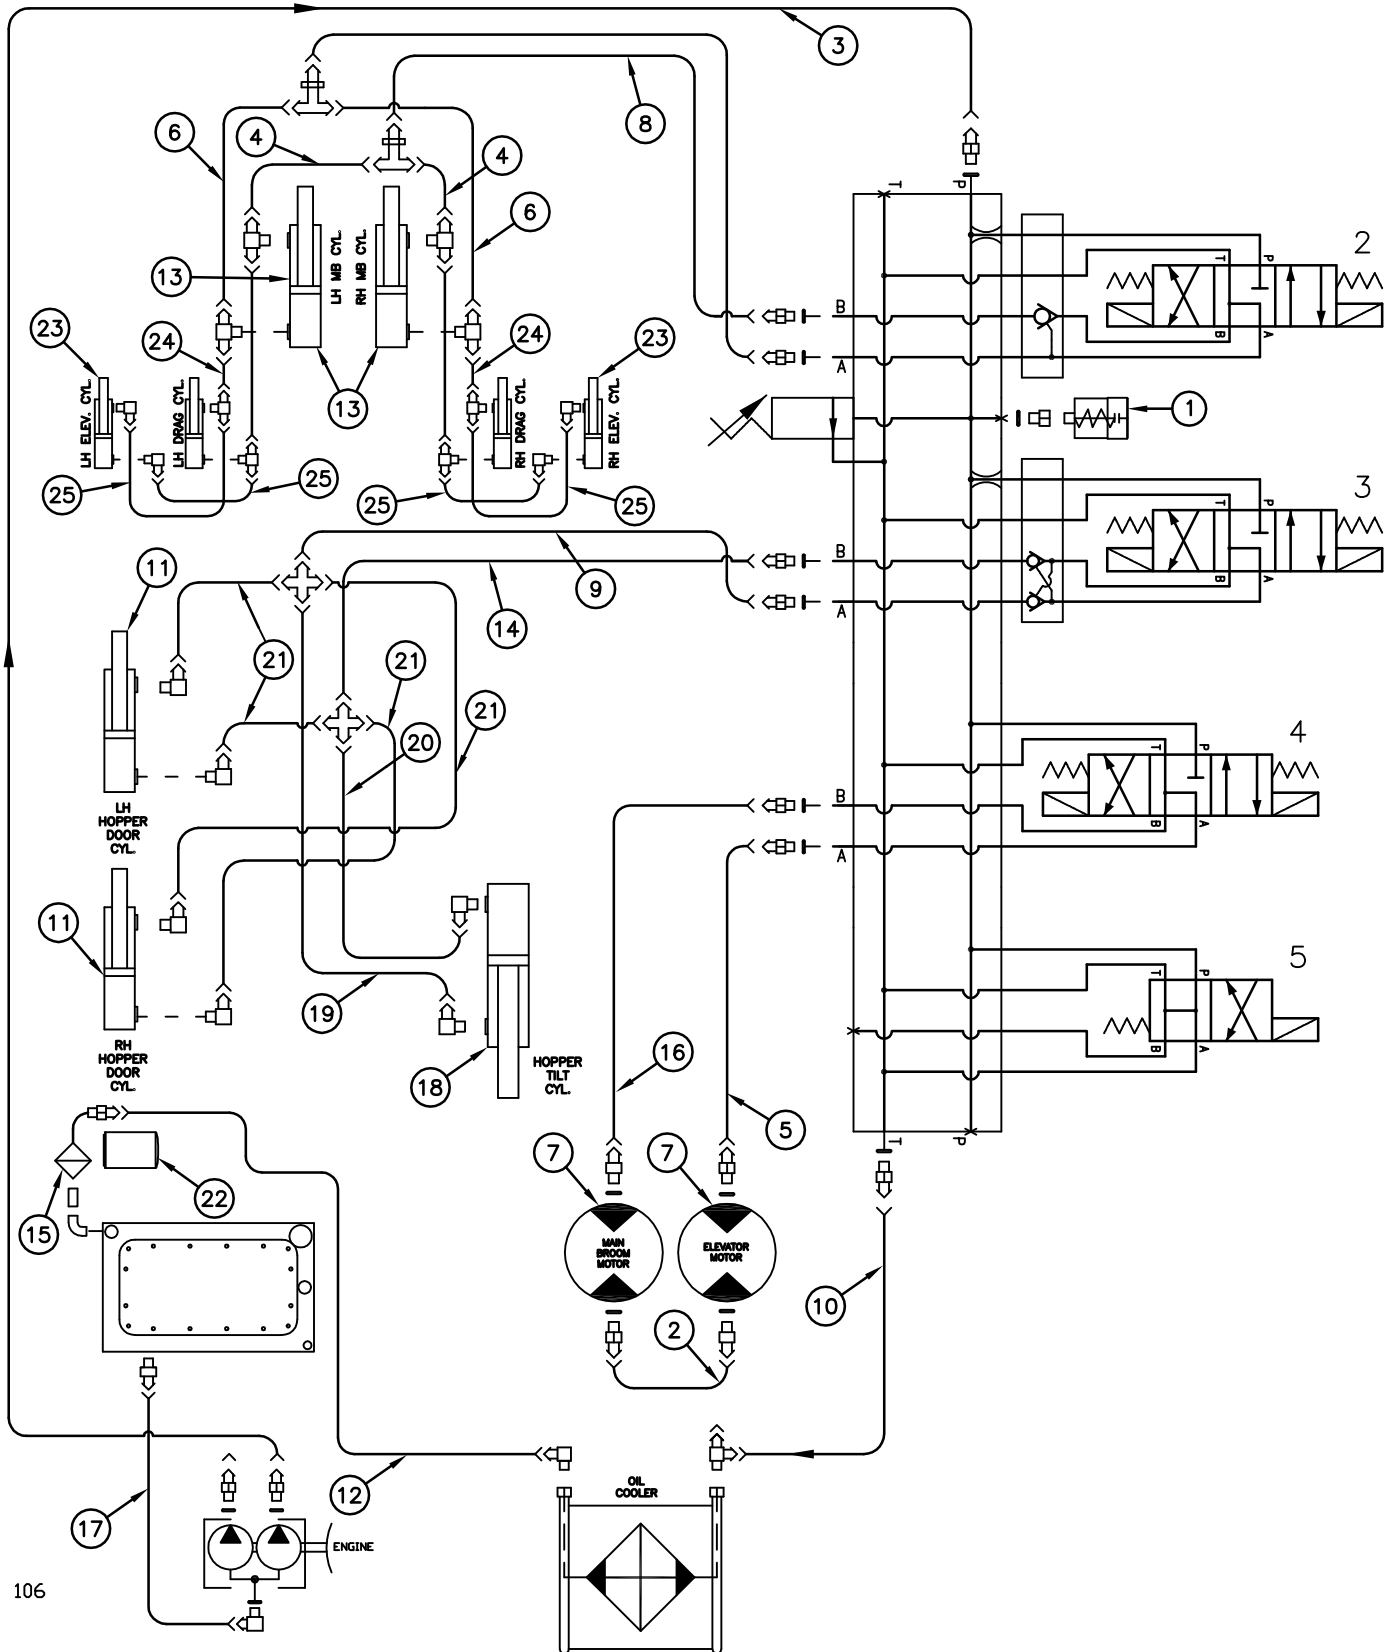 3
8
6
4
4
6
T
P
2
T
P
B
A
13
LH MB CYL.
RH MB CYL.
B
A
23
24
24
23
13
1
LH ELEV. CYL.
LH DRAG CYL.
RH DRAG CYL.
RH ELEV. CYL.
25
25
25
25
3
T
P
B
A
B
A
11
9
14
21
21
21
20
4
T
P
B
A
B
A
LH
HOPPER
DOOR
CYL.
11
5
T
P
B
A
19
16
RH
HOPPER
DOOR
CYL.
18
HOPPER
TILT
CYL.
5
T
P
7
7
22
15
MAIN
BROOM
MOTOR
ELEVATOR
MOTOR
10
2
12
OIL
COOLER
17
ENGINE
106